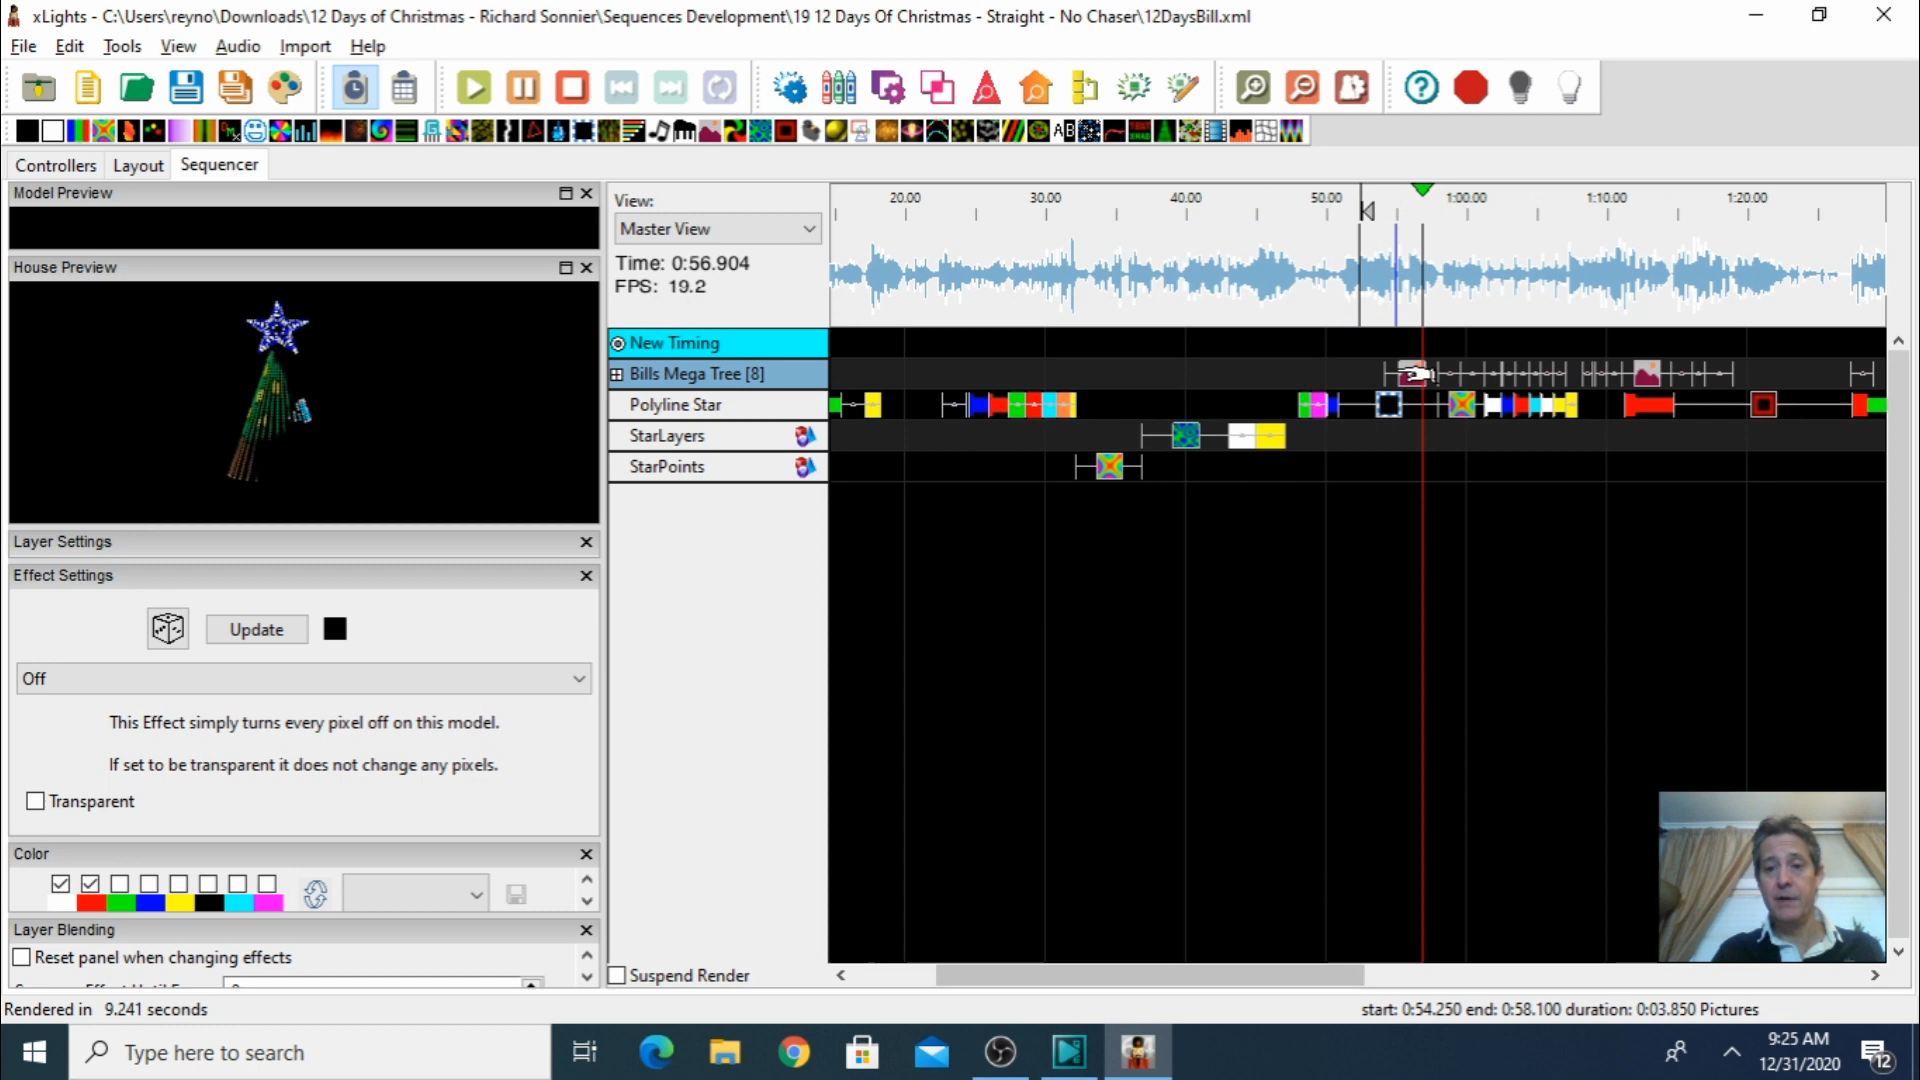 xLights - C:\Users\reyno\Downloads\12 Days of Christmas - Richard Sonnier\Sequences Development\19 12 Days Of Christmas - Straight - No Chaser\12DaysBill.xml
File Edit Tools View Audio Import Help
Controllers Layout Sequencer
Model Preview
House Preview
Layer Settings
Effect Settings
Update
Off
This Effect simply turns every pixel off on this model.
If set to be transparent it does not change any pixels.
Transparent
Color
Layer Blending
Reset panel when changing effects
View:
Master View
Time: 0:56.904
FPS: 19.2
20.00 30.00 40.00 50.00 1:00.00 1:10.00 1:20.00
New Timing
Bills Mega Tree [8]
Polyline Star
StarLayers
StarPoints
Suspend Render
Rendered in 9.241 seconds
start: 0:54.250 end: 0:58.100 duration: 0:03.850 Pictures
Type here to search
9:25 AM
12/31/2020
12